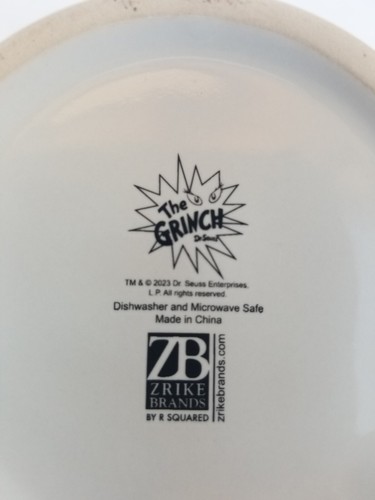 The
GRINCH
Dr. Seuss
TM & © 2023 Dr. Seuss Enterprises,
L.P. All rights reserved.
Dishwasher and Microwave Safe
Made in China
ZB
ZRIKE
BRANDS
BY R SQUARED
zrikebrands.com